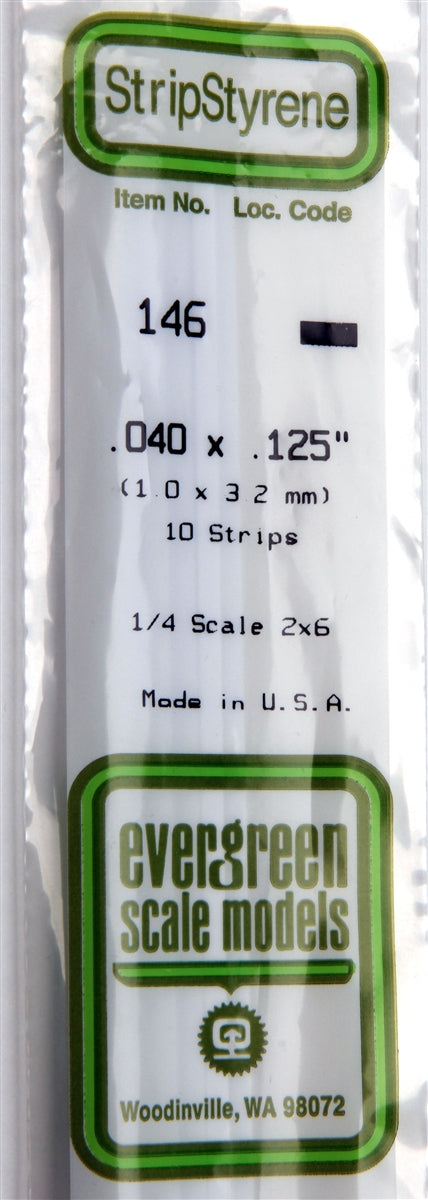 StripStyrene
Item No. Loc. Code
146
.040 x .125"
(1.0 x 3.2 mm)
10 Strips
1/4 Scale 2x6
Made in U.S.A.
evergreen
scale models
Woodinville, WA 98072